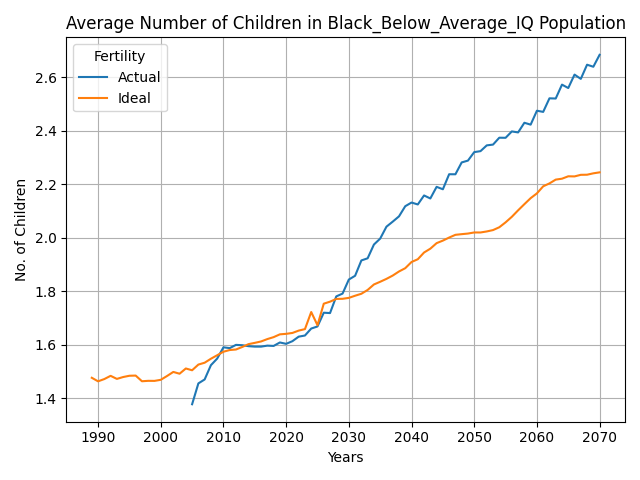 Average Number of Children in Black_Below_Average_IQ Population
Fertility
Actual
Ideal
No. of Children
2.6
2.4
2.2
2.0
1.8
1.6
1.4
1990 2000 2010 2020 2030 2040 2050 2060 2070
Years